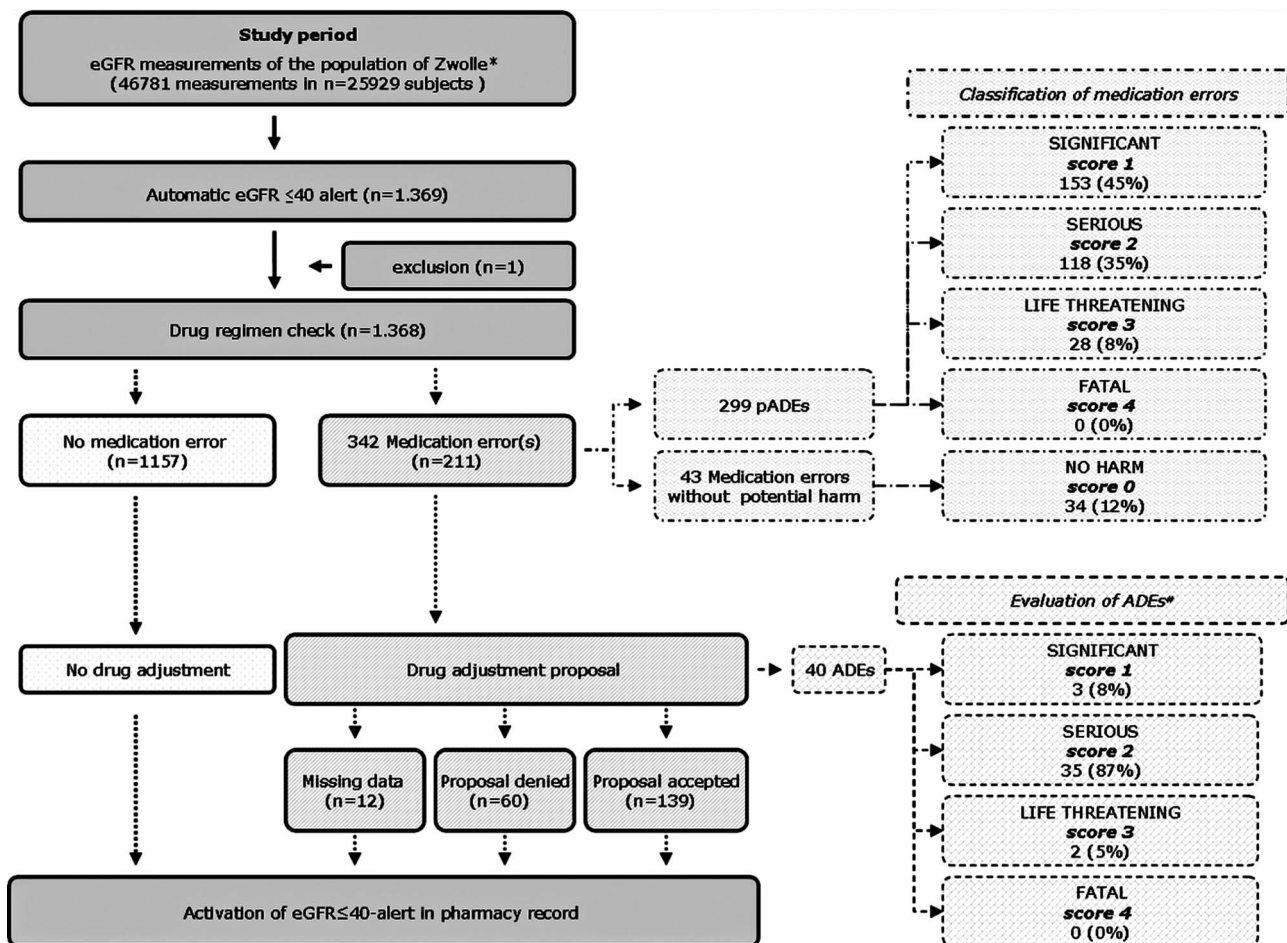 Study period
eGFR measurements of the population of Zwolle*
(46781 measurements in n=25929 subjects )
Automatic eGFR ≤40 alert (n=1.369)
exclusion (n=1)
Drug regimen check (n=1.368)
No medication error
(n=1157)
342 Medication error(s)
(n=211)
299 pADEs
43 Medication errors
without potential harm
Classification of medication errors
SIGNIFICANT
score 1
153 (45%)
SERIOUS
score 2
118 (35%)
LIFE THREATENING
score 3
28 (8%)
FATAL
score 4
0 (0%)
NO HARM
score 0
34 (12%)
No drug adjustment
Drug adjustment proposal
40 ADEs
Missing data
(n=12)
Proposal denied
(n=60)
Proposal accepted
(n=139)
Activation of eGFR≤40-alert in pharmacy record
Evaluation of ADEs#
SIGNIFICANT
score 1
3 (8%)
SERIOUS
score 2
35 (87%)
LIFE THREATENING
score 3
2 (5%)
FATAL
score 4
0 (0%)